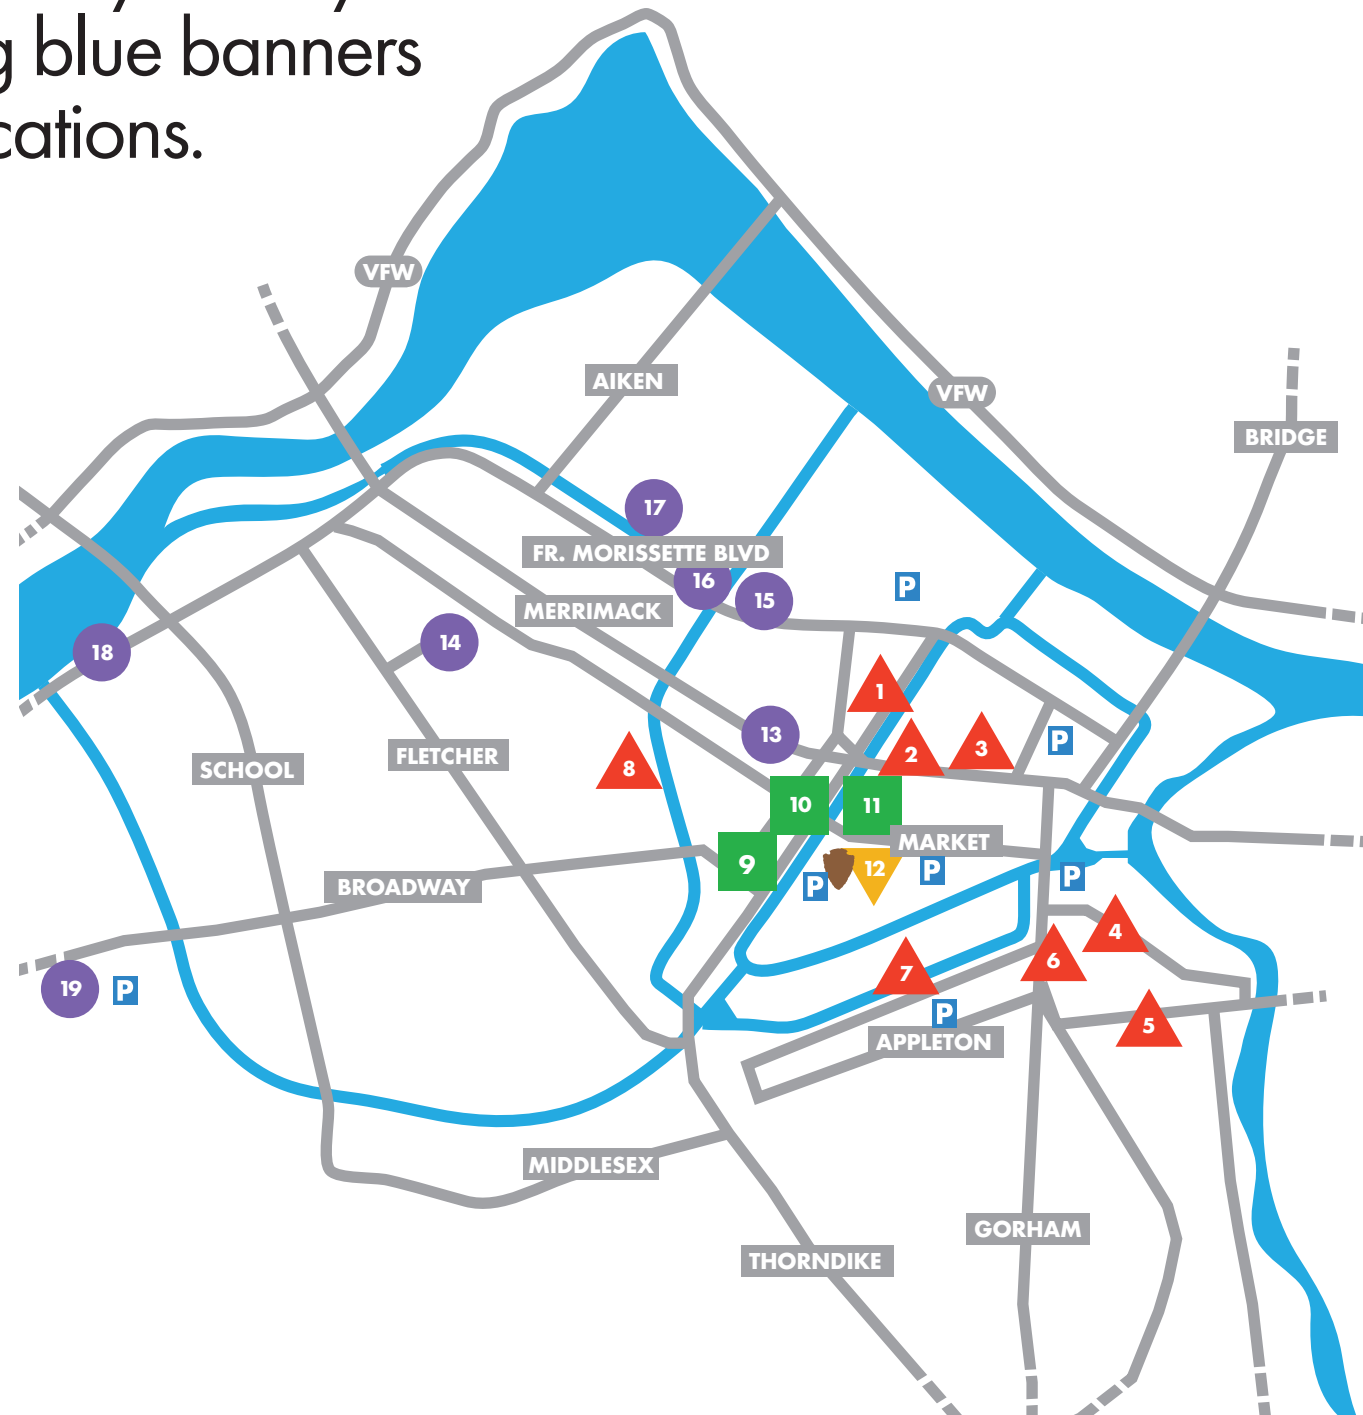 g blue banners
cations.
VFW
AIKEN
VFW
BRIDGE
17
FR. MORISSETTE BLVD
16
15
P
MERRIMACK
14
18
1
13
2
3
P
FLETCHER
SCHOOL
8
10
11
MARKET
9
12
P
P
P
BROADWAY
4
6
7
19
P
P
5
APPLETON
MIDDLESEX
GORHAM
THORNDIKE